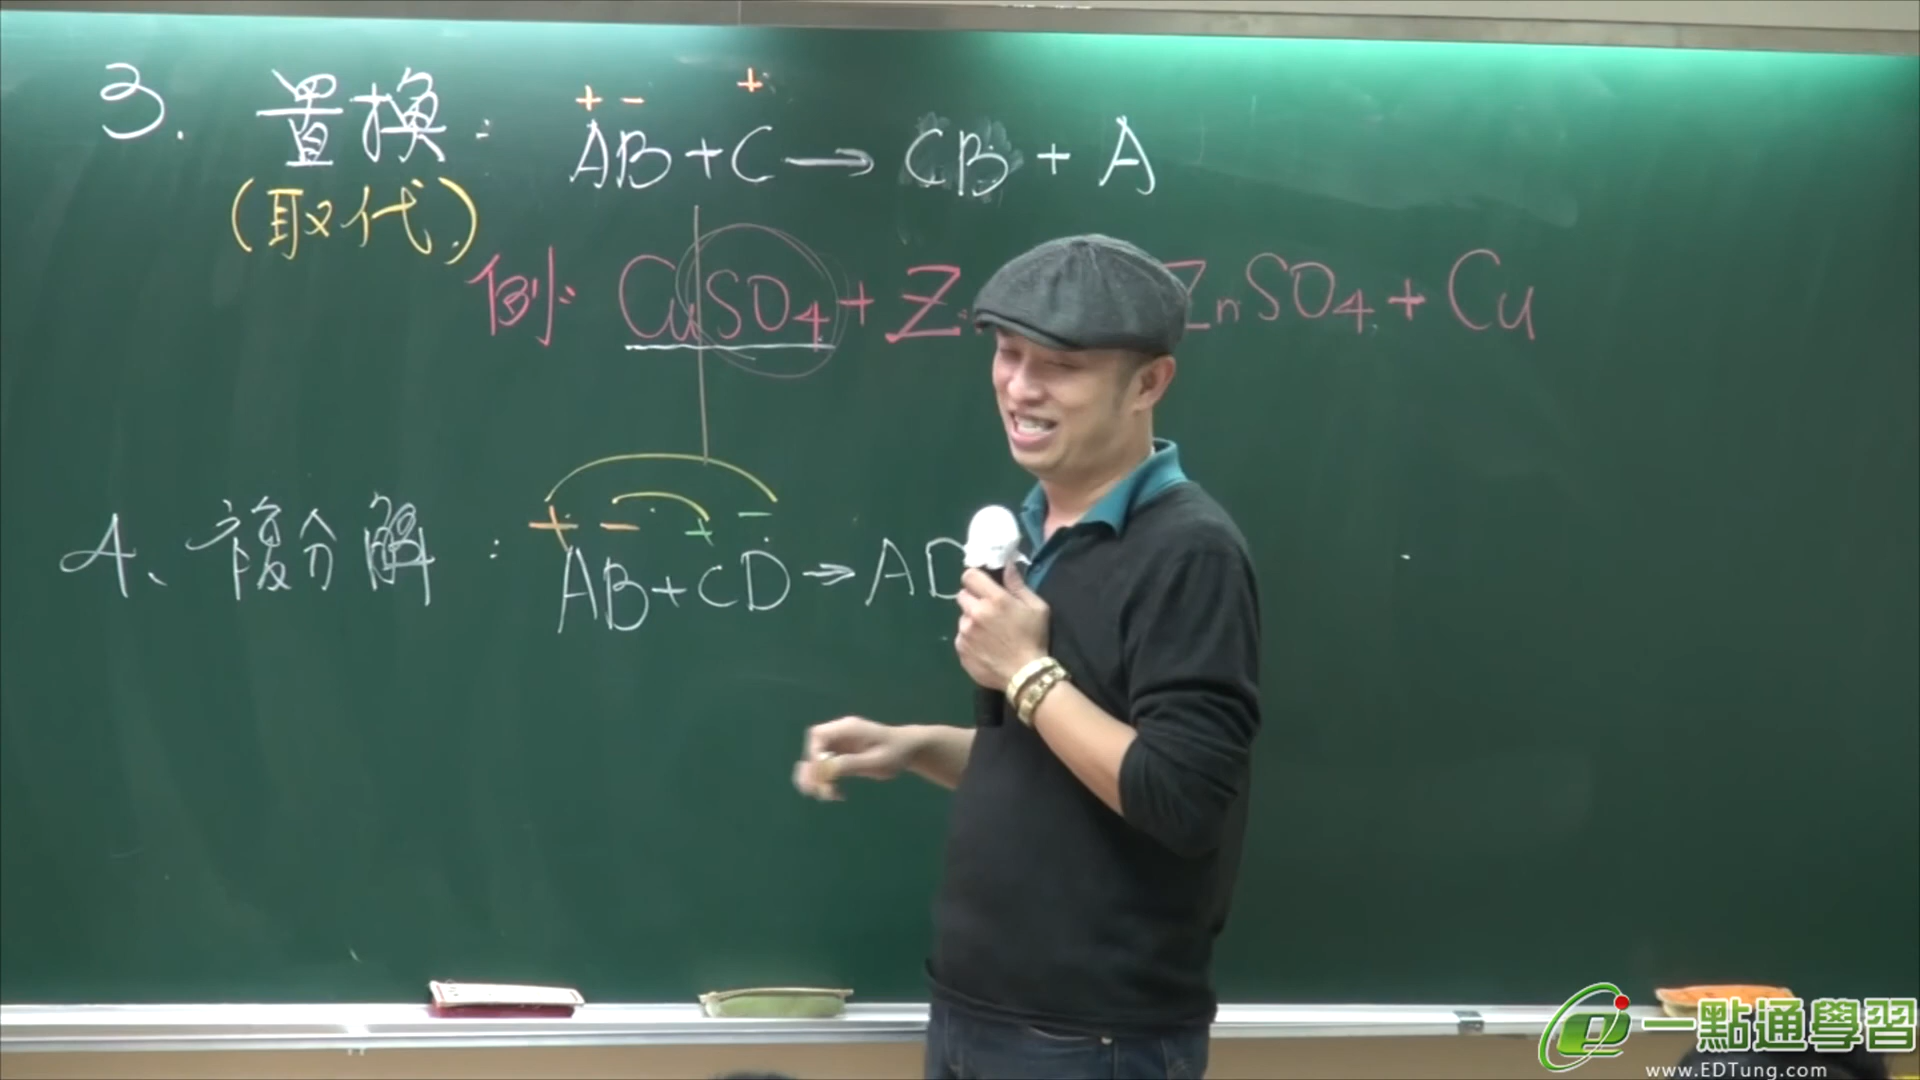 3. 置換: AB + C → CB + A
+ - +
(取代)
例: CuSO4 + Z ZnSO4 + Cu
+ - + -
4、複分解: AB + CD → AD
一點通學習
www.EDTung.com